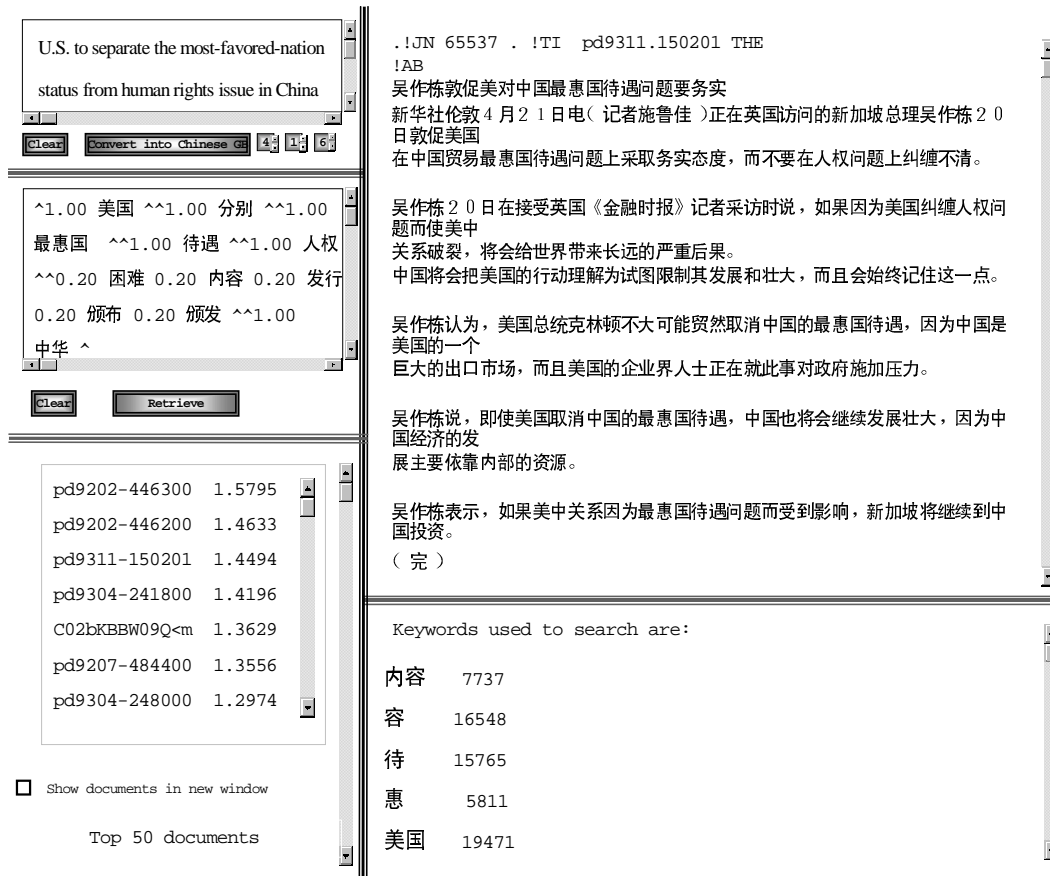 U.S. to separate the most-favored-nation
status from human rights issue in China
Clear Convert into Chinese GB 4 1 6
^1.00 美国 ^^1.00 分别 ^^1.00
最惠国 ^^1.00 待遇 ^^1.00 人权
^^0.20 困难 0.20 内容 0.20 发行
0.20 颁布 0.20 颁发 ^^1.00
中华 ^
Clear Retrieve
pd9202-446300 1.5795
pd9202-446200 1.4633
pd9311-150201 1.4494
pd9304-241800 1.4196
C02bKBBW09Q<m 1.3629
pd9207-484400 1.3556
pd9304-248000 1.2974
Show documents in new window
Top 50 documents
.!JN 65537 . !TI pd9311.150201 THE
!AB
吴作栋敦促美对中国最惠国待遇问题要务实
新华社伦敦４月２１日电（记者施鲁佳）正在英国访问的新加坡总理吴作栋２０
日敦促美国
在中国贸易最惠国待遇问题上采取务实态度，而不要在人权问题上纠缠不清。
吴作栋２０日在接受英国《金融时报》记者采访时说，如果因为美国纠缠人权问
题而使美中
关系破裂，将会给世界带来长远的严重后果。
中国将会把美国的行动理解为试图限制其发展和壮大，而且会始终记住这一点。
吴作栋认为，美国总统克林顿不大可能贸然取消中国的最惠国待遇，因为中国是
美国的一个
巨大的出口市场，而且美国的企业界人士正在就此事对政府施加压力。
吴作栋说，即使美国取消中国的最惠国待遇，中国也将会继续发展壮大，因为中
国经济的发
展主要依靠内部的资源。
吴作栋表示，如果美中关系因为最惠国待遇问题而受到影响，新加坡将继续到中
国投资。
（完）
Keywords used to search are:
内容 7737
容 16548
待 15765
惠 5811
美国 19471